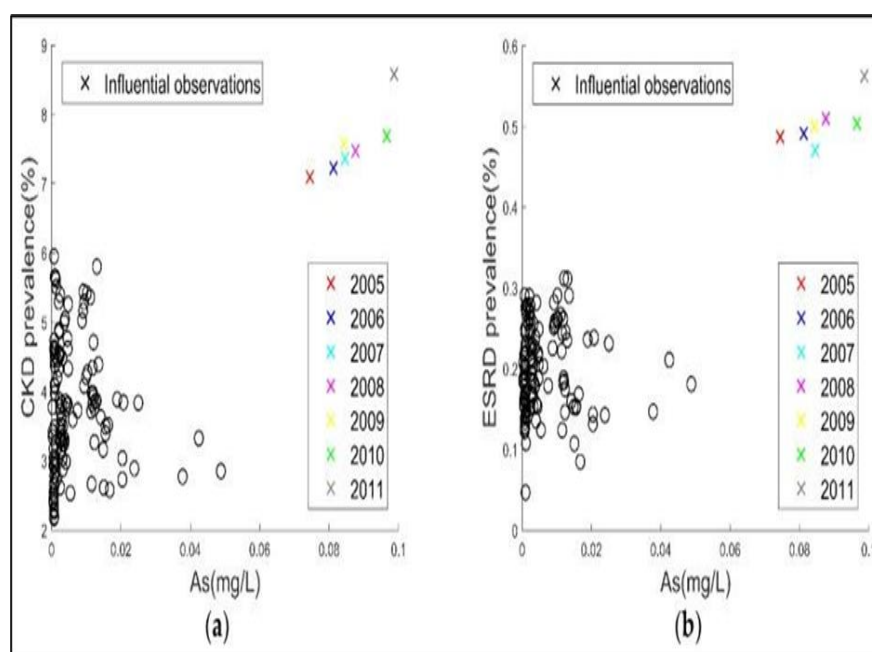 9
8
7
6
5
4
3
2
CKD prevalence(%)
× Influential observations
× 2005
× 2006
× 2007
× 2008
× 2009
× 2010
× 2011
0 0.02 0.04 0.06 0.08 0.1
As(mg/L)
(a)
0.6
0.5
0.4
0.3
0.2
0.1
0
ESRD prevalence(%)
× Influential observations
× 2005
× 2006
× 2007
× 2008
× 2009
× 2010
× 2011
0 0.02 0.04 0.06 0.08 0.1
As(mg/L)
(b)